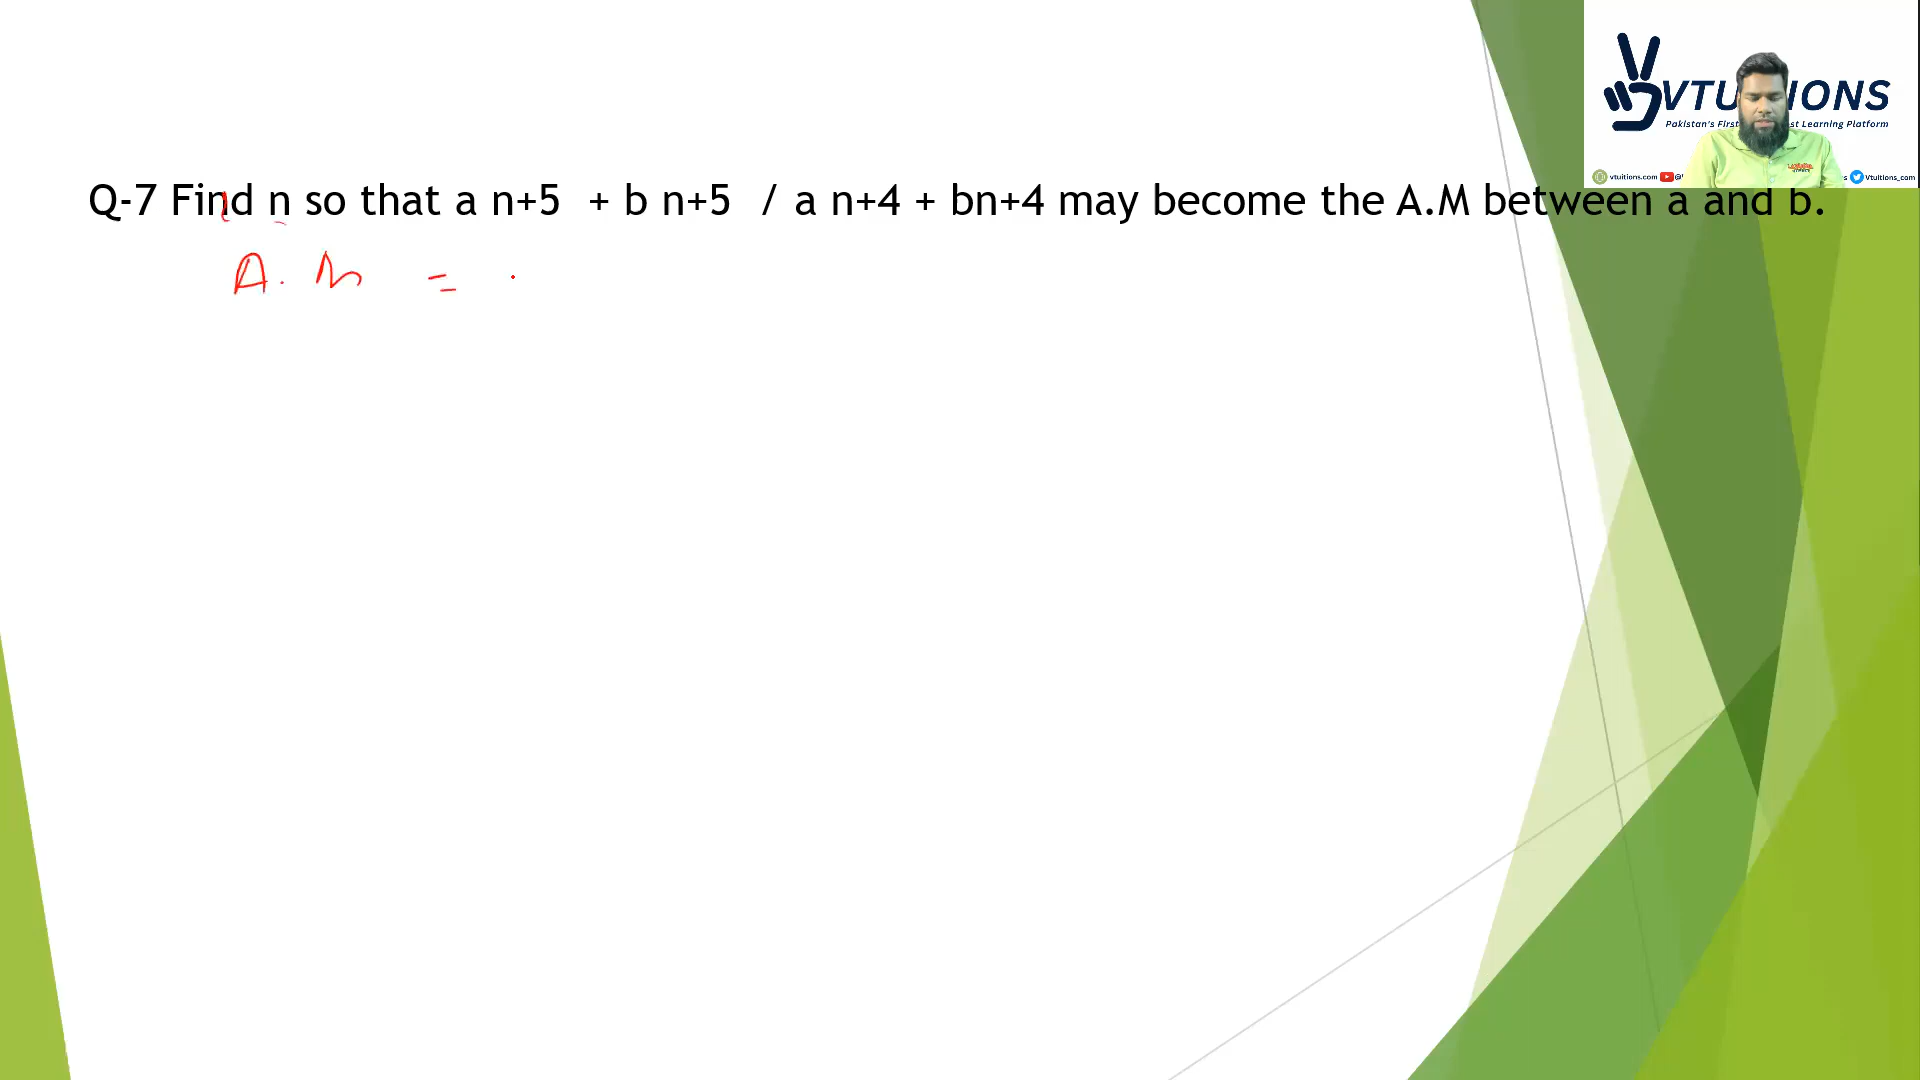 VTU IONS
Pakistan's First st Learning Platform
vtuitions.com Vtuitions_com
Q-7 Find n so that a n+5 + b n+5 / a n+4 + bn+4 may become the A.M between a and b.
A.M =